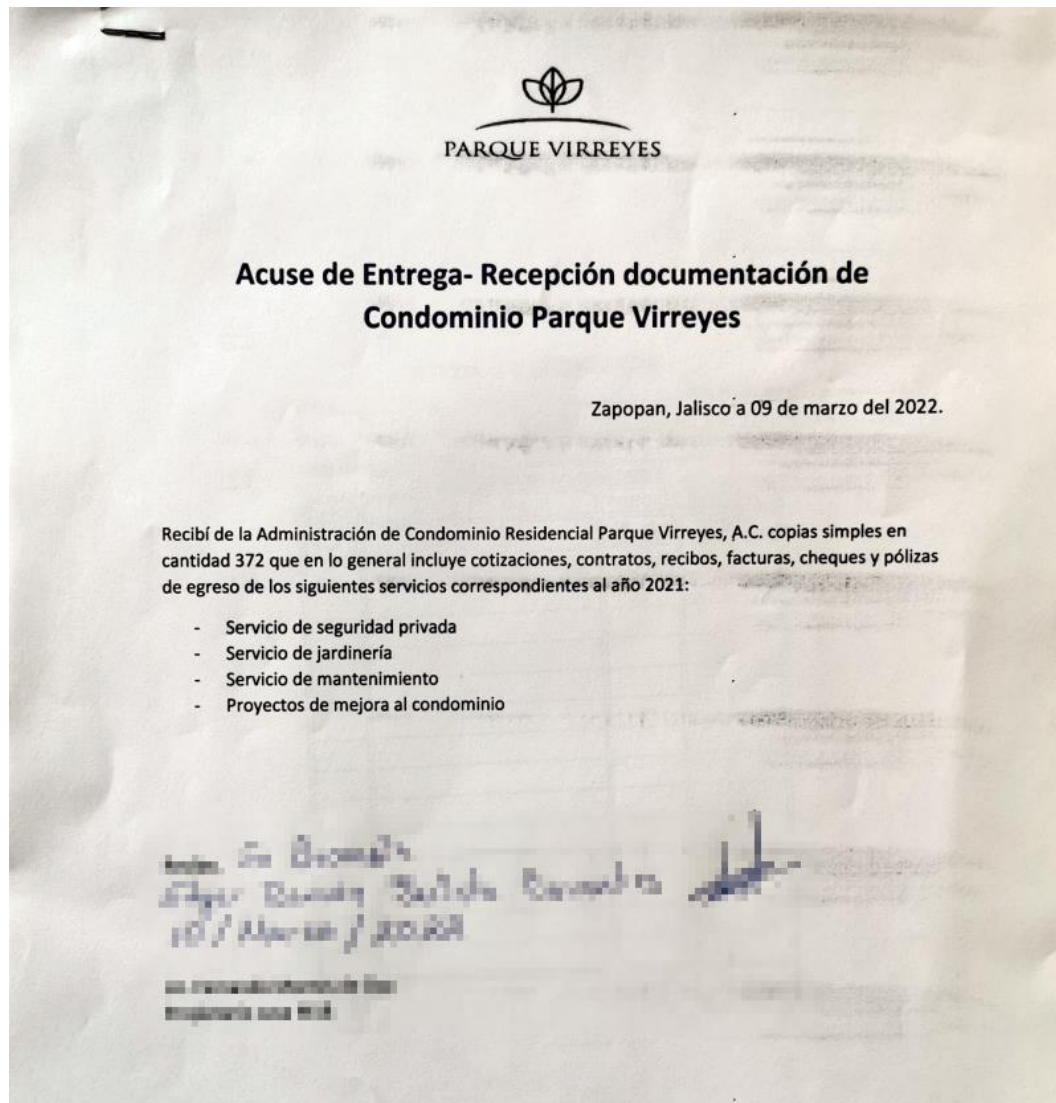 PARQUE VIRREYES
Acuse de Entrega- Recepción documentación de
Condominio Parque Virreyes
Zapopan, Jalisco a 09 de marzo del 2022.
Recibí de la Administración de Condominio Residencial Parque Virreyes, A.C. copias simples en
cantidad 372 que en lo general incluye cotizaciones, contratos, recibos, facturas, cheques y pólizas
de egreso de los siguientes servicios correspondientes al año 2021:
- Servicio de seguridad privada
- Servicio de jardinería
- Servicio de mantenimiento
- Proyectos de mejora al condominio